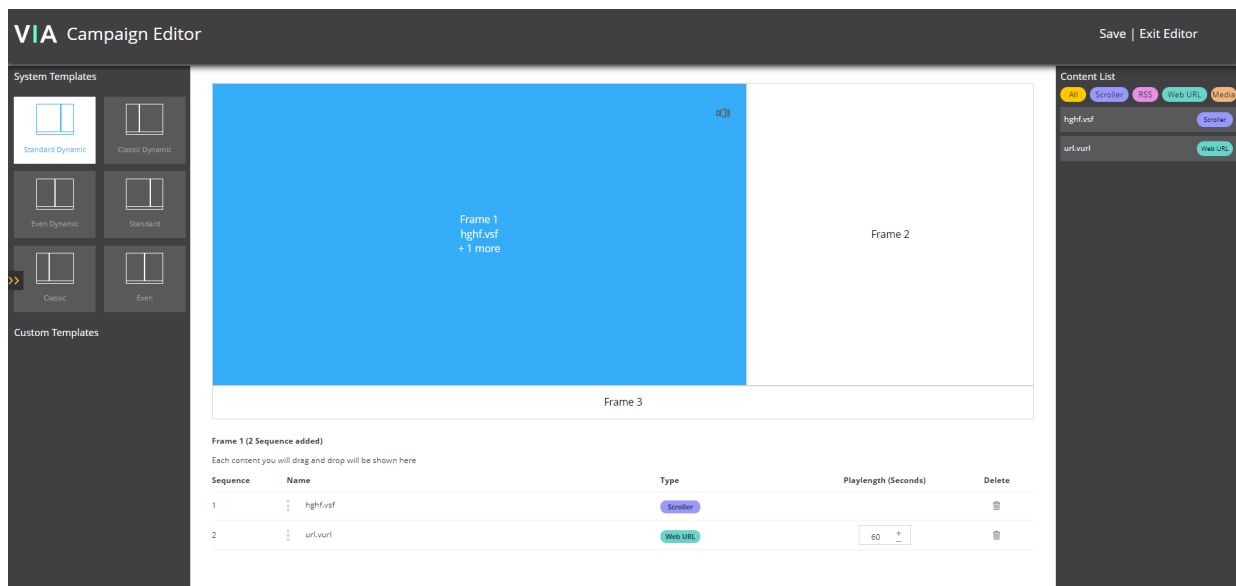 VIA Campaign Editor
Save | Exit Editor
System Templates
Standard Dynamic
Classic Dynamic
Even Dynamic
Standard
Classic
Even
Custom Templates
Frame 1
hghf.vsf
+ 1 more
Frame 2
Frame 3
Frame 1 (2 Sequence added)
Each content you will drag and drop will be shown here
Sequence Name Type Playlength (Seconds) Delete
1 hghf.vsf Scroller
2 url.vurl Web URL 60 + −
Content List
All Scroller RSS Web URL Media
hghf.vsf Scroller
url.vurl Web URL